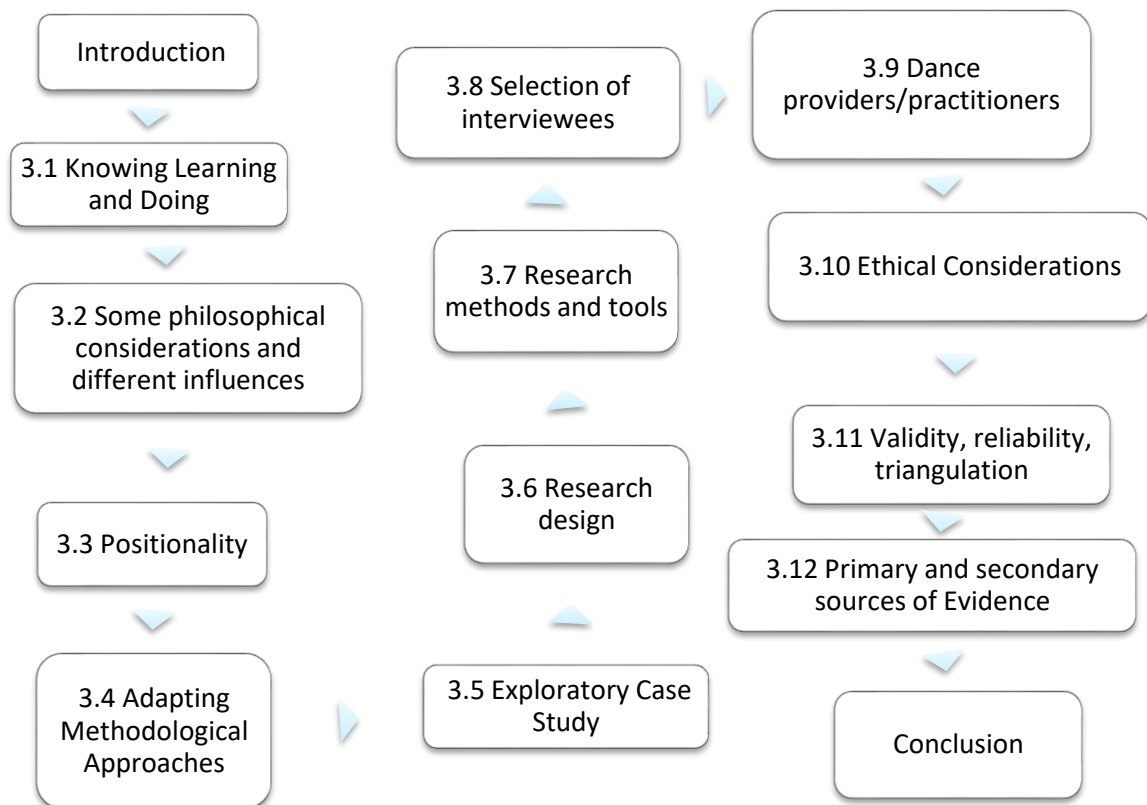 Introduction
3.1 Knowing Learning
and Doing
3.2 Some philosophical
considerations and
different influences
3.3 Positionality
3.4 Adapting
Methodological
Approaches
3.5 Exploratory Case
Study
3.6 Research
design
3.7 Research
methods and tools
3.8 Selection of
interviewees
3.9 Dance
providers/practitioners
3.10 Ethical Considerations
3.11 Validity, reliability,
triangulation
3.12 Primary and secondary
sources of Evidence
Conclusion